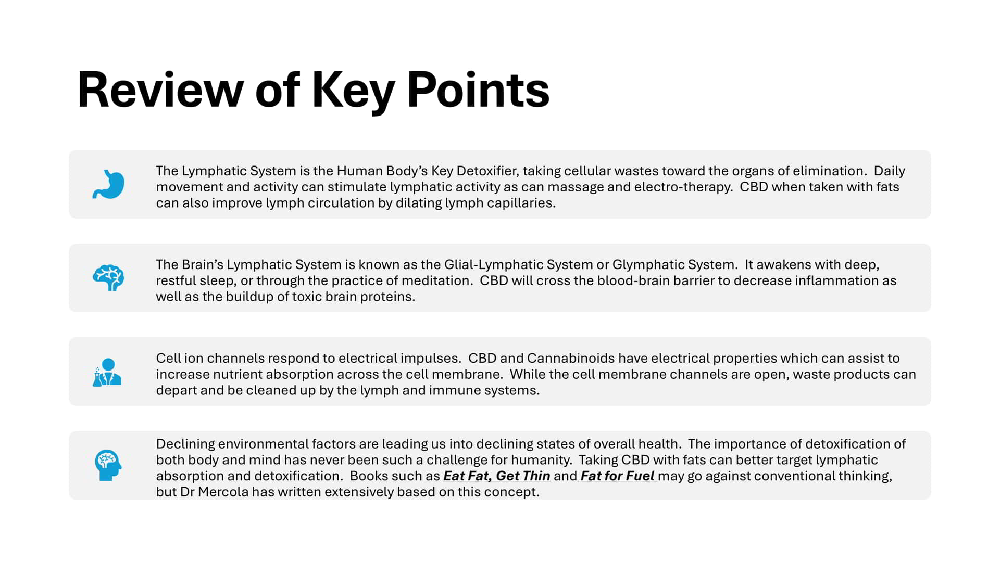 Review of Key Points
The Lymphatic System is the Human Body’s Key Detoxifier, taking cellular wastes toward the organs of elimination.  Daily
movement and activity can stimulate lymphatic activity as can massage and electro-therapy.  CBD when taken with fats
can also improve lymph circulation by dilating lymph capillaries.
The Brain’s Lymphatic System is known as the Glial-Lymphatic System or Glymphatic System.  It awakens with deep,
restful sleep, or through the practice of meditation.  CBD will cross the blood-brain barrier to decrease inflammation as
well as the buildup of toxic brain proteins.
Cell ion channels respond to electrical impulses.  CBD and Cannabinoids have electrical properties which can assist to
increase nutrient absorption across the cell membrane.  While the cell membrane channels are open, waste products can
depart and be cleaned up by the lymph and immune systems.
Declining environmental factors are leading us into declining states of overall health.  The importance of detoxification of
both body and mind has never been such a challenge for humanity.  Taking CBD with fats can better target lymphatic
absorption and detoxification.  Books such as Eat Fat, Get Thin and Fat for Fuel may go against conventional thinking,
but Dr Mercola has written extensively based on this concept.